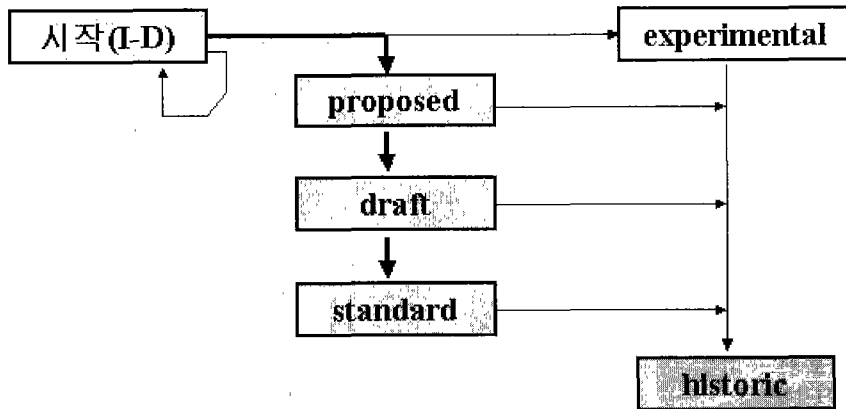 시작(I-D)
experimental
proposed
draft
standard
historic